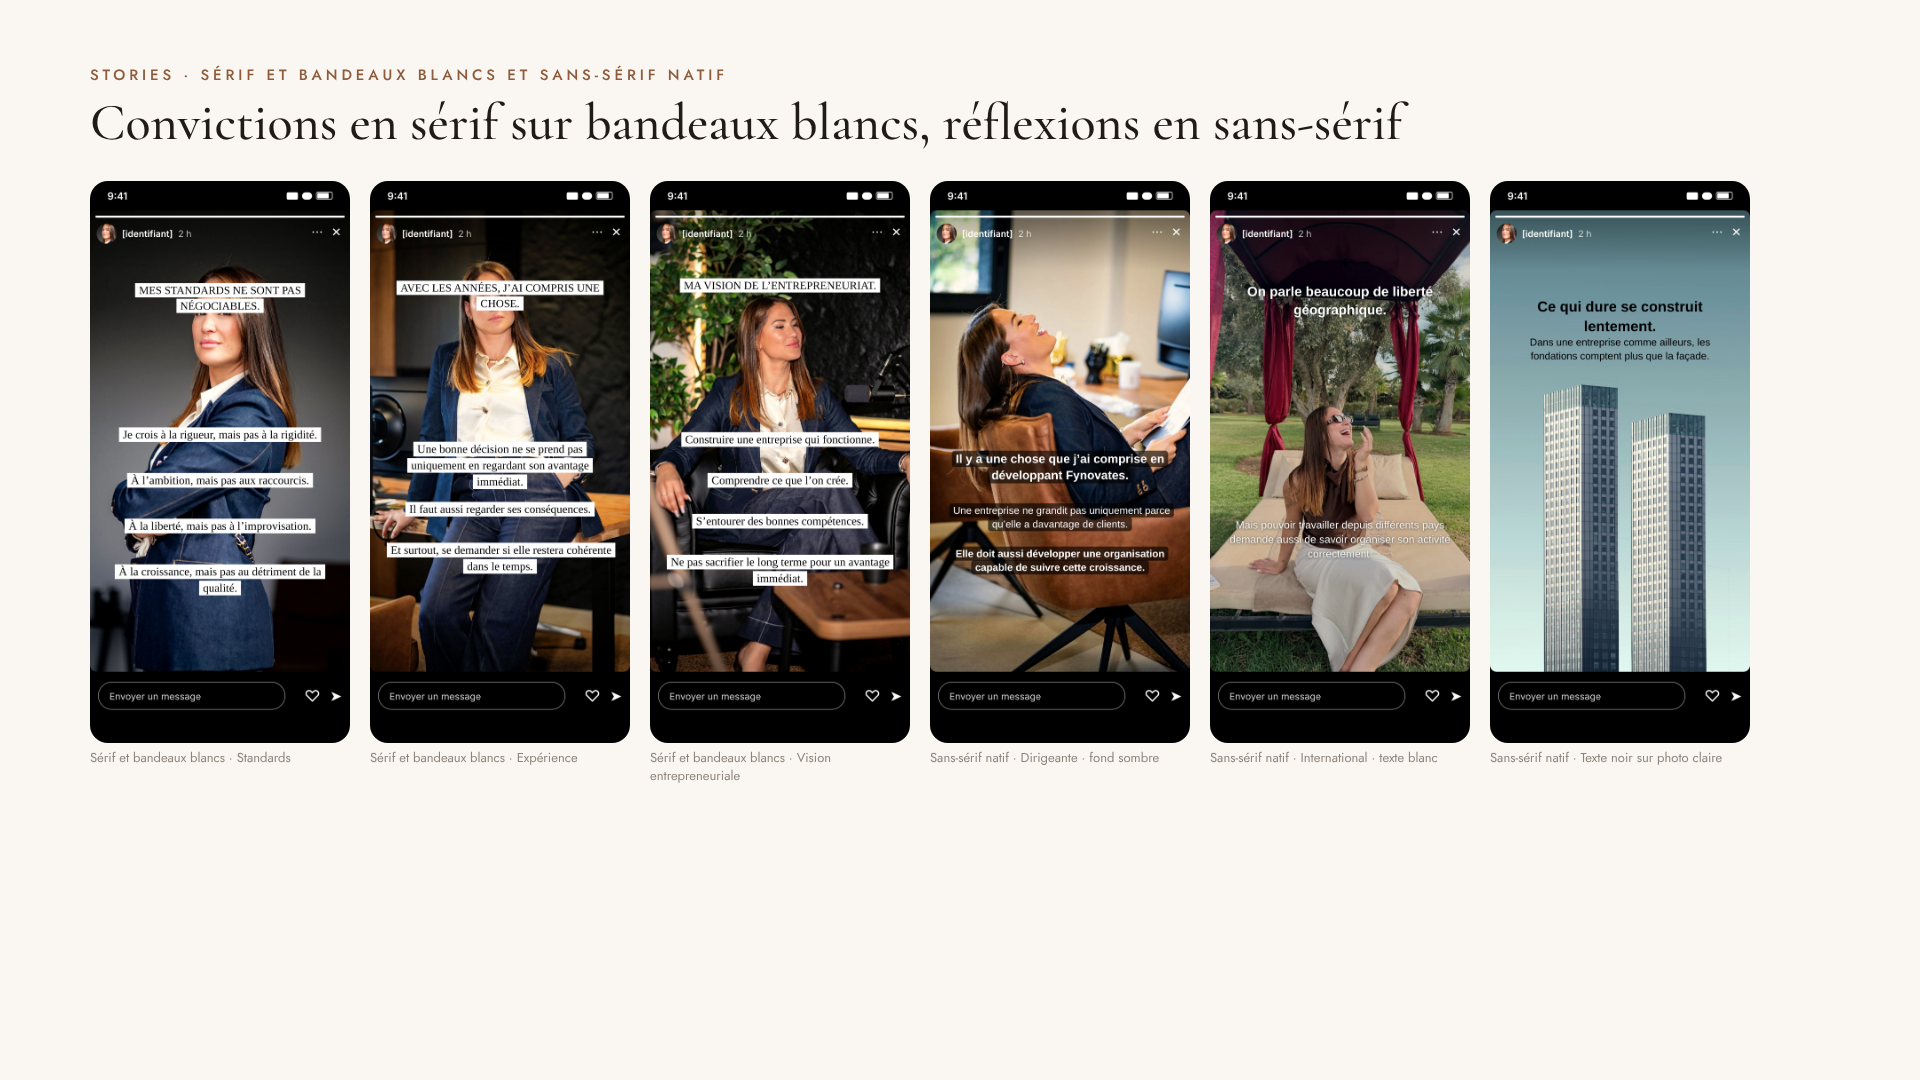 STORIES · SÉRIF ET BANDEAUX BLANCS ET SANS-SÉRIF NATIF
Convictions en sérif sur bandeaux blancs, réflexions en sans-sérif
9:41
[identifiant] 2 h
MES STANDARDS NE SONT PAS
NÉGOCIABLES.
Je crois à la rigueur, mais pas à la rigidité.
À l’ambition, mais pas aux raccourcis.
À la liberté, mais pas à l’improvisation.
À la croissance, mais pas au détriment de la
qualité.
Envoyer un message
Sérif et bandeaux blancs · Standards
9:41
[identifiant] 2 h
AVEC LES ANNÉES, J’AI COMPRIS UNE
CHOSE.
Une bonne décision ne se prend pas
uniquement en regardant son avantage
immédiat.
Il faut aussi regarder ses conséquences.
Et surtout, se demander si elle restera cohérente
dans le temps.
Envoyer un message
Sérif et bandeaux blancs · Expérience
9:41
[identifiant] 2 h
MA VISION DE L’ENTREPRENEURIAT.
Construire une entreprise qui fonctionne.
Comprendre ce que l’on crée.
S’entourer des bonnes compétences.
Ne pas sacrifier le long terme pour un avantage
immédiat.
Envoyer un message
Sérif et bandeaux blancs · Vision
entrepreneuriale
9:41
[identifiant] 2 h
Il y a une chose que j’ai comprise en
développant Fynovates.
Une entreprise ne grandit pas uniquement parce
qu’elle a davantage de clients.
Elle doit aussi développer une organisation
capable de suivre cette croissance.
Envoyer un message
Sans-sérif natif · Dirigeante · fond sombre
9:41
[identifiant] 2 h
On parle beaucoup de liberté
géographique.
Mais pouvoir travailler depuis différents pays
demande aussi de savoir organiser son activité
correctement.
Envoyer un message
Sans-sérif natif · International · texte blanc
9:41
[identifiant] 2 h
Ce qui dure se construit
lentement.
Dans une entreprise comme ailleurs, les
fondations comptent plus que la façade.
Envoyer un message
Sans-sérif natif · Texte noir sur photo claire